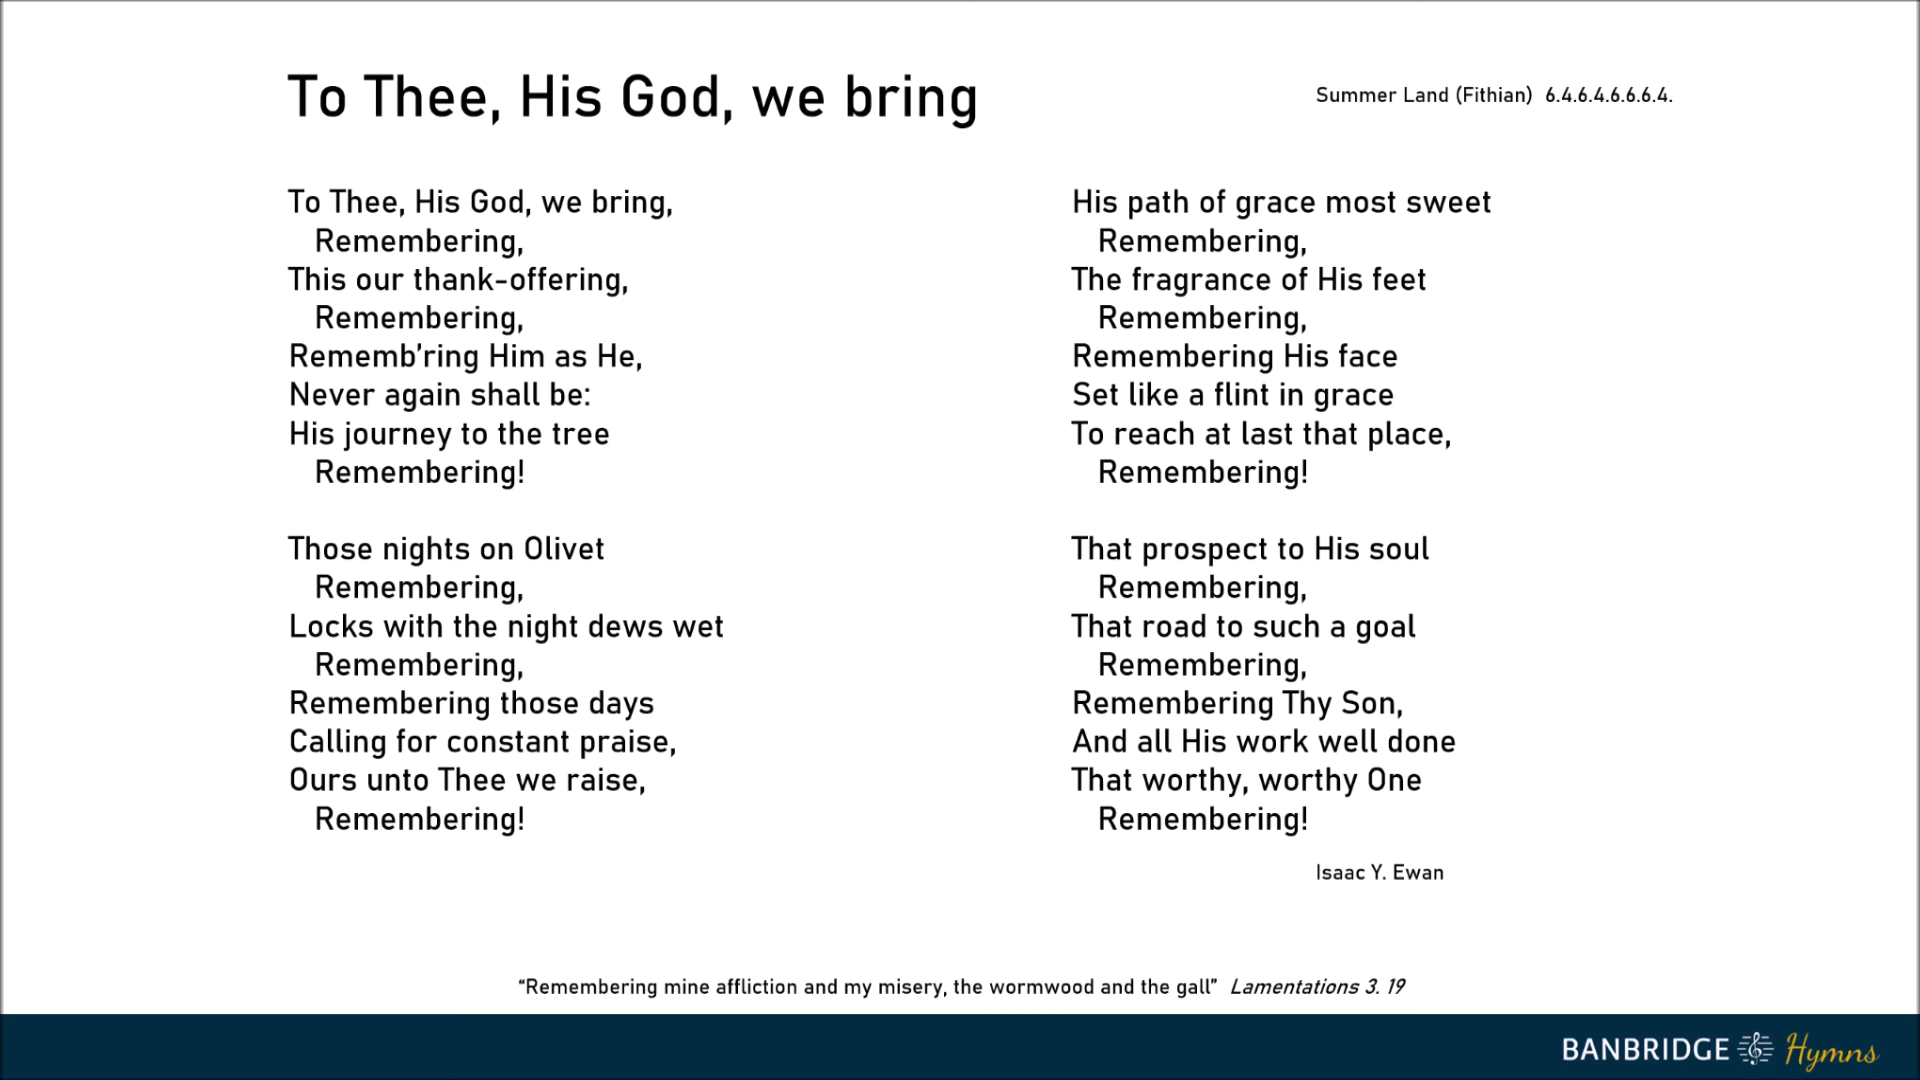 To Thee, His God, we bring
Summer Land (Fithian) 6.4.6.4.6.6.6.4.
To Thee, His God, we bring,
Remembering,
This our thank-offering,
Remembering,
Rememb’ring Him as He,
Never again shall be:
His journey to the tree
Remembering!
Those nights on Olivet
Remembering,
Locks with the night dews wet
Remembering,
Remembering those days
Calling for constant praise,
Ours unto Thee we raise,
Remembering!
His path of grace most sweet
Remembering,
The fragrance of His feet
Remembering,
Remembering His face
Set like a flint in grace
To reach at last that place,
Remembering!
That prospect to His soul
Remembering,
That road to such a goal
Remembering,
Remembering Thy Son,
And all His work well done
That worthy, worthy One
Remembering!
Isaac Y. Ewan
“Remembering mine affliction and my misery, the wormwood and the gall” Lamentations 3. 19
BANBRIDGE Hymns